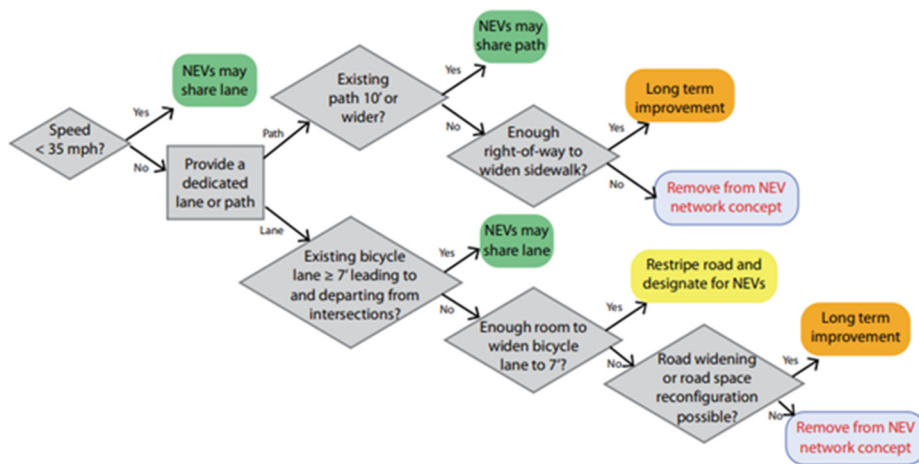 Speed
< 35 mph?
Yes
No
NEVs may
share lane
Provide a
dedicated
lane or path
Path
Lane
Existing
path 10' or
wider?
Yes
No
NEVs may
share path
Enough
right-of-way to
widen sidewalk?
Yes
No
Long term
improvement
Remove from NEV
network concept
Existing bicycle
lane ≥ 7' leading to
and departing from
intersections?
Yes
No
NEVs may
share lane
Enough room to
widen bicycle
lane to 7'?
Yes
No
Restripe road and
designate for NEVs
Road widening
or road space
reconfiguration
possible?
Yes
No
Long term
improvement
Remove from NEV
network concept